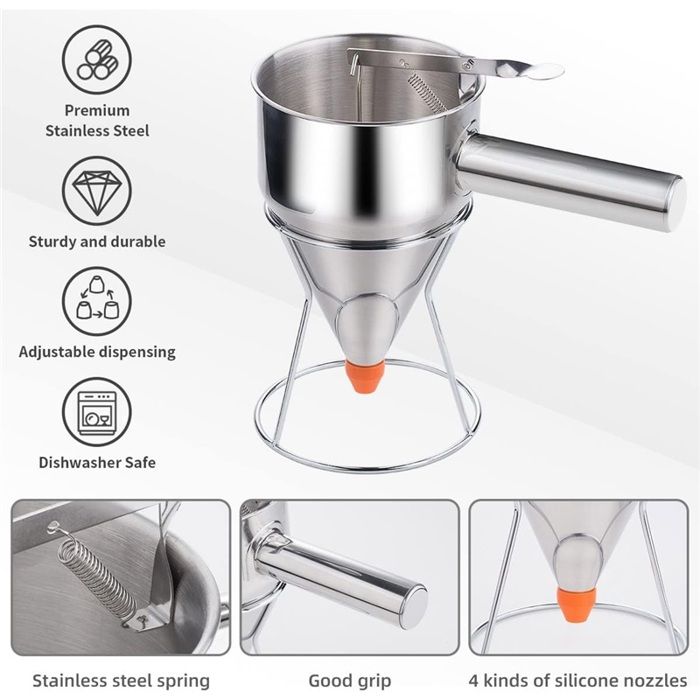 Premium
Stainless Steel
Sturdy and durable
Adjustable dispensing
Dishwasher Safe
Stainless steel spring
Good grip
4 kinds of silicone nozzles